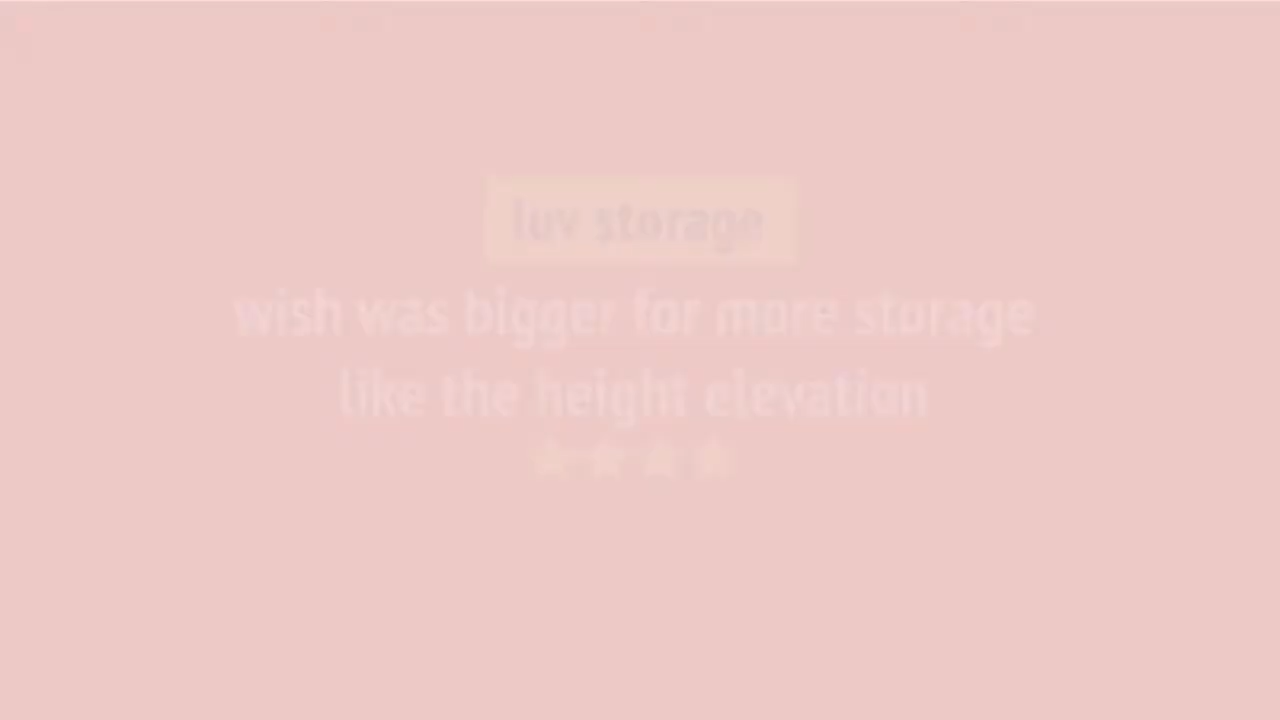 luv storage
wish was bigger for more storage
like the height elevation
★★★★